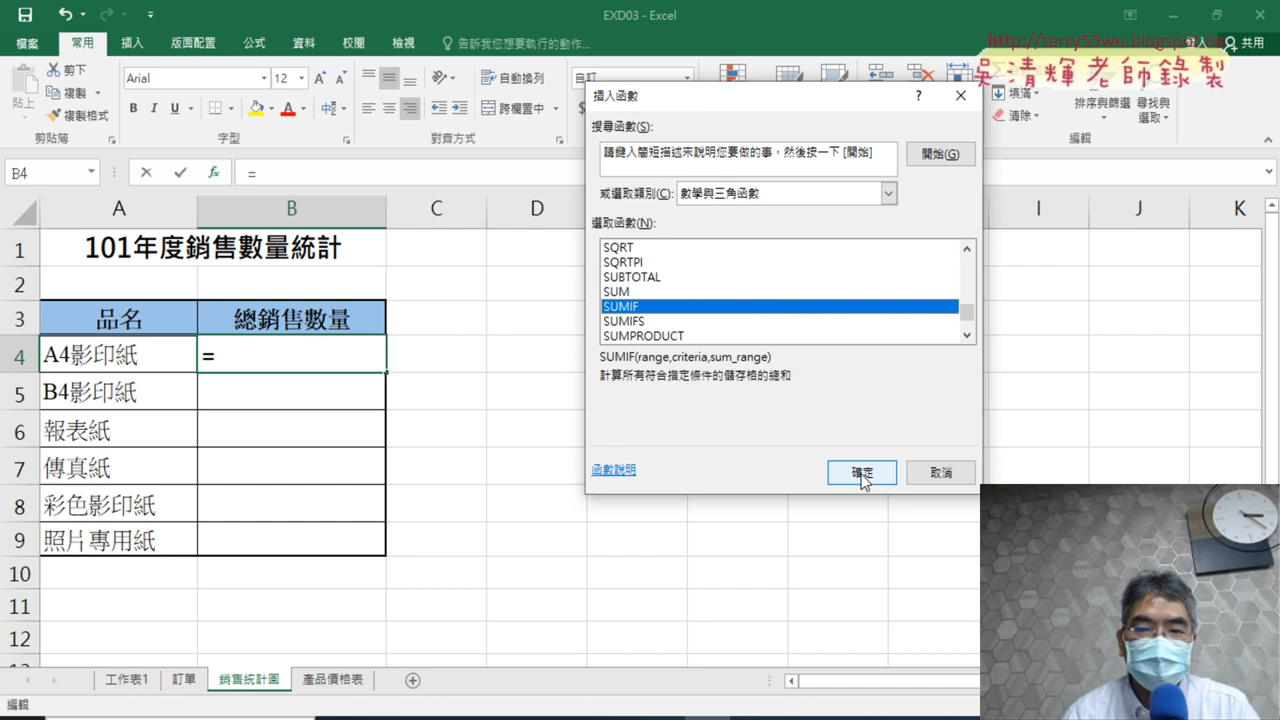 EXD03 - Excel
http://terry55wu.blogspot.tw
吳清輝老師錄製
檔案 常用 插入 版面配置 公式 資料 校閱 檢視 告訴我您想要執行的動作... 登入 共用
貼上 剪下 複製 複製格式 剪貼簿
Arial 12 B I U 字型
自動換列 跨欄置中 對齊方式
自訂 $
填滿 清除 排序與篩選 尋找與選取 編輯
B4 fx =
A B C D I J K
1 101年度銷售數量統計
2
3 品名 總銷售數量
4 A4影印紙 =
5 B4影印紙
6 報表紙
7 傳真紙
8 彩色影印紙
9 照片專用紙
10
11
12
插入函數 ?
搜尋函數(S):
請鍵入簡短描述來說明您要做的事，然後按一下 [開始]
開始(G)
或選取類別(C): 數學與三角函數
選取函數(N):
SQRT
SQRTPI
SUBTOTAL
SUM
SUMIF
SUMIFS
SUMPRODUCT
SUMIF(range,criteria,sum_range)
計算所有符合指定條件的儲存格的總和
函數說明 確定 取消
工作表1 訂單 銷售統計圖 產品價格表
編輯